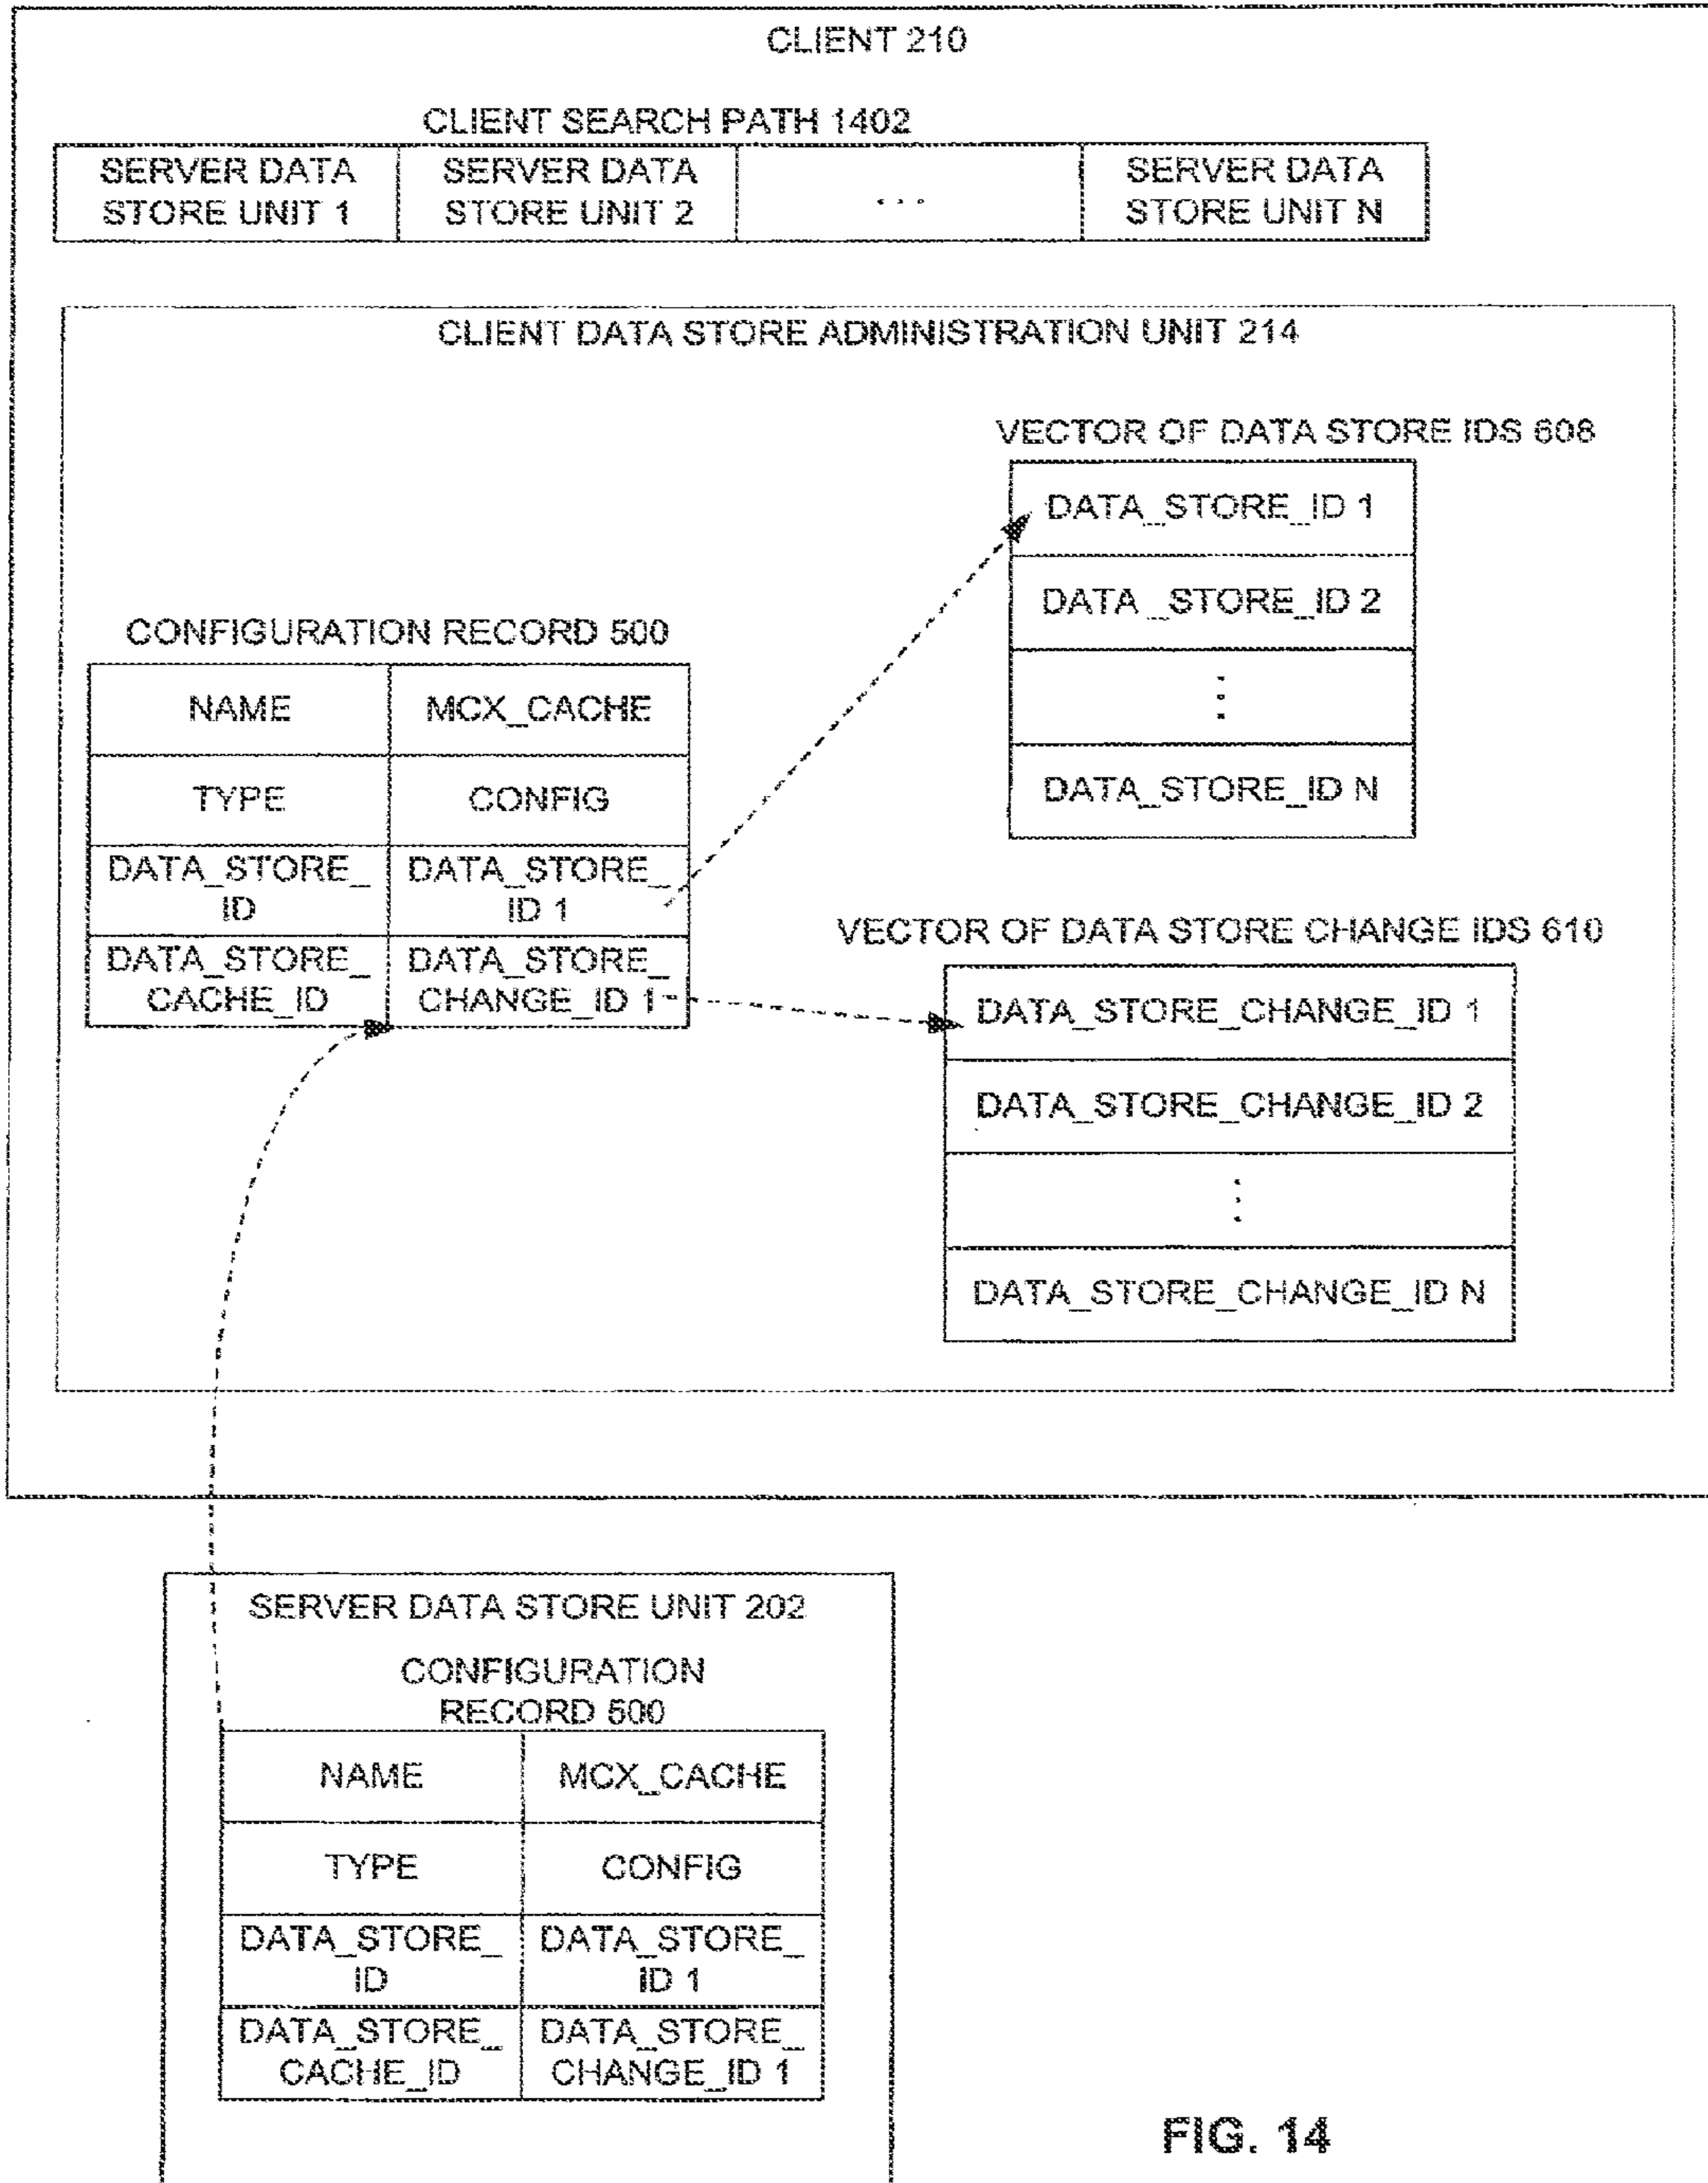 CLIENT 210
CLIENT SEARCH PATH 1402
SERVER DATA STORE UNIT 1
SERVER DATA STORE UNIT 2
...
SERVER DATA STORE UNIT N
CLIENT DATA STORE ADMINISTRATION UNIT 214
VECTOR OF DATA STORE IDS 608
DATA_STORE_ID 1
DATA_STORE_ID 2
⋮
DATA_STORE_ID N
CONFIGURATION RECORD 500
NAME
MCX_CACHE
TYPE
CONFIG
DATA_STORE_
ID
DATA_STORE_
ID 1
DATA_STORE_
CACHE_ID
DATA_STORE_
CHANGE_ID 1
VECTOR OF DATA STORE CHANGE IDS 610
DATA_STORE_CHANGE_ID 1
DATA_STORE_CHANGE_ID 2
⋮
DATA_STORE_CHANGE_ID N
SERVER DATA STORE UNIT 202
CONFIGURATION
RECORD 500
NAME
MCX_CACHE
TYPE
CONFIG
DATA_STORE_
ID
DATA_STORE_
ID 1
DATA_STORE_
CACHE_ID
DATA_STORE_
CHANGE_ID 1
FIG. 14